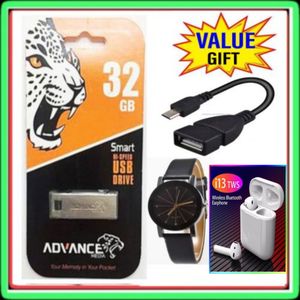 32
GB
Smart
HI-SPEED
USB
DRIVE
ADVANCE
ADVANCE
MEDIA
Your Memory in Your Pocket
VALUE
GIFT
i13 TWS
Wireless Bluetooth
Earphone